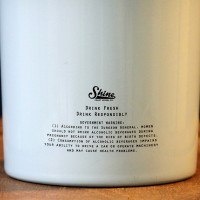 Shine
Drink Fresh
Drink Responsibly
Government Warning:
(1) According to the Surgeon General, women
should not drink alcoholic beverages during
pregnancy because of the risk of birth defects.
(2) Consumption of alcoholic beverages impairs
your ability to drive a car or operate machinery
and may cause health problems.